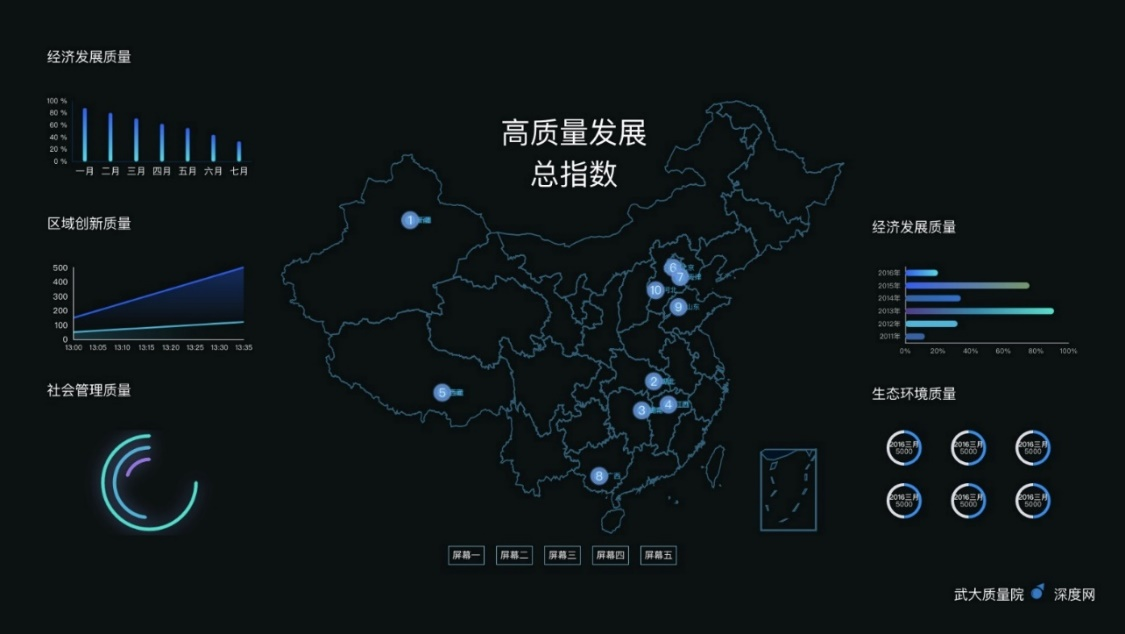 经济发展质量
100 %
80 %
60 %
40 %
20 %
0 %
一月 二月 三月 四月 五月 六月 七月
区域创新质量
500
400
300
200
100
0
13:00 13:05 13:10 13:15 13:20 13:25 13:30 13:35
社会管理质量
高质量发展
总指数
1 新疆
6
7
10 河北
9 山东
2 湖北
4 江西
3
5 西藏
8 广西
屏幕一 屏幕二 屏幕三 屏幕四 屏幕五
经济发展质量
2016年
2015年
2014年
2013年
2012年
2011年
0% 20% 40% 60% 80% 100%
生态环境质量
2016三月 2016三月 2016三月
5000 5000 5000
2016三月 2016三月 2016三月
5000 5000 5000
武大质量院 深度网